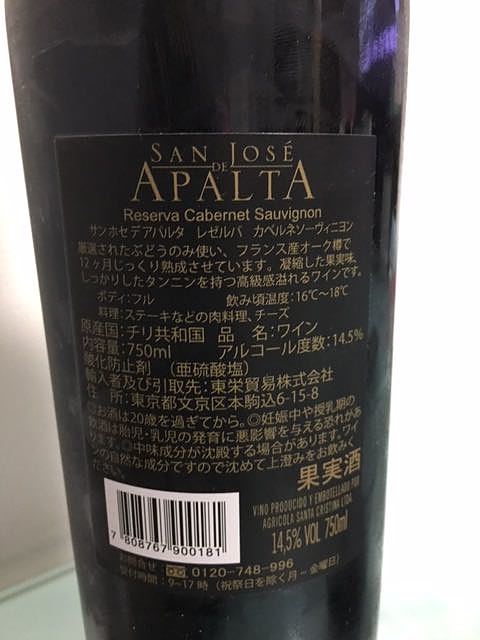 SAN JOSÉ
DE
APALTA
Reserva Cabernet Sauvignon
サンホセデアパルタ レゼルバ カベルネソーヴィニヨン
厳選されたぶどうのみ使い、フランス産オーク樽で
12ヶ月じっくり熟成させています。凝縮した果実味、
しっかりしたタンニンを持つ高級感溢れるワインです。
ボディ:フル 飲み頃温度:16℃〜18℃
料理:ステーキなどの肉料理、チーズ
原産国:チリ共和国 品 名:ワイン
内容量:750ml アルコール度数:14.5%
酸化防止剤 (亜硫酸塩)
輸入者及び引取先:東栄貿易株式会社
住 所:東京都文京区本駒込6-15-8
◎お酒は20歳を過ぎてから。◎妊娠中や授乳期の
飲酒は胎児・乳児の発育に悪影響を与える恐れがあ
ります。◎中味成分が沈殿する場合があります。ワイ
ンの自然な成分ですので沈めて上澄みをお飲みく
ださい。
果実酒
VINO PRODUCIDO Y EMBOTELLADO POR
AGRICOLA SANTA CRISTINA LTDA.
14,5% VOL 750ml
7 808767 900181
お問合せ: 0120-748-996
受付時間: 9~17時 (祝祭日を除く月~金曜日)